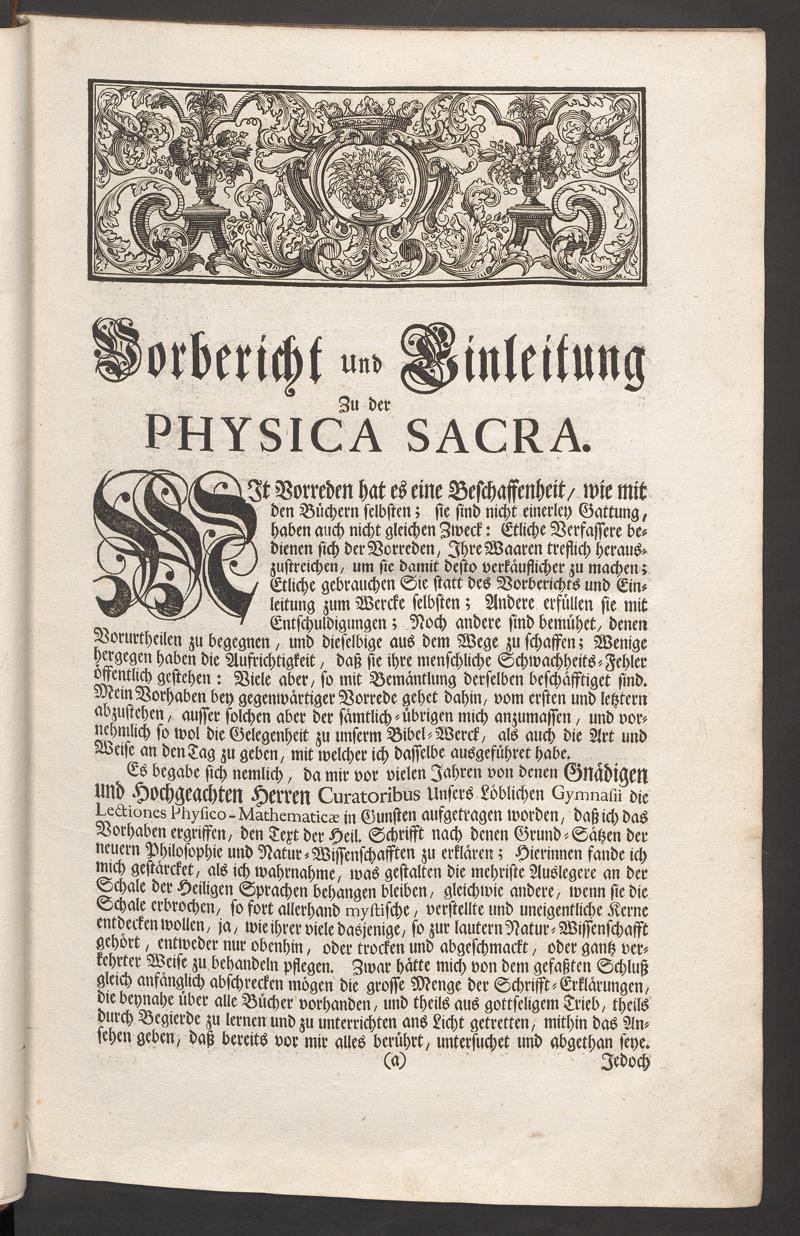 Vorbericht und Einleitung
Zu der
PHYSICA SACRA.
Mit Vorreden hat es eine Beschaffenheit, wie mit
den Büchern selbsten; sie sind nicht einerley Gattung,
haben auch nicht gleichen Zweck: Etliche Verfassere be-
dienen sich der Vorreden, Ihre Waaren treflich heraus-
zustreichen, um sie damit desto verkäuflicher zu machen;
Etliche gebrauchen Sie statt des Vorberichts und Ein-
leitung zum Wercke selbsten; Andere erfüllen sie mit
Entschuldigungen; Noch andere sind bemühet, denen
Vorurtheilen zu begegnen, und dieselbige aus dem Wege zu schaffen; Wenige
hergegen haben die Aufrichtigkeit, daß sie ihre menschliche Schwachheits-Fehler
öffentlich gestehen: Viele aber, so mit Bemäntlung derselben beschäfftiget sind.
Mein Vorhaben bey gegenwärtiger Vorrede gehet dahin, vom ersten und letztern
abzustehen, ausser solchen aber der sämtlich-übrigen mich anzumassen, und vor-
nehmlich so wol die Gelegenheit zu unserm Bibel-Werck, als auch die Art und
Weise an den Tag zu geben, mit welcher ich dasselbe ausgeführet habe.
Es begabe sich nemlich, da mir vor vielen Jahren von denen Gnädigen
und Hochgeachten Herren Curatoribus Unsers Löblichen Gymnasii die
Lectiones Physico-Mathematicæ in Gunsten aufgetragen worden, daß ich das
Vorhaben ergriffen, den Text der Heil. Schrifft nach denen Grund-Sätzen der
neuern Philosophie und Natur-Wissenschafften zu erklären; Hierinnen fande ich
mich gestärcket, als ich wahrnahme, was gestalten die mehriste Auslegere an der
Schale der Heiligen Sprachen behangen bleiben, gleichwie andere, wenn sie die
Schale erbrochen, so fort allerhand mystische, verstellte und uneigentliche Kerne
entdecken wollen, ja, wie ihrer viele dasjenige, so zur lautern Natur-Wissenschafft
gehört, entweder nur obenhin, oder trocken und abgeschmackt, oder gantz ver-
kehrter Weise zu behandeln pflegen. Zwar hätte mich von dem gefaßten Schluß
gleich anfänglich abschrecken mögen die grosse Menge der Schrifft-Erklärungen,
die beynahe über alle Bücher vorhanden, und theils aus gottseligem Trieb, theils
durch Begierde zu lernen und zu unterrichten ans Licht getretten, mithin das An-
sehen geben, daß bereits vor mir alles berührt, untersuchet und abgethan seye.
(a) Jedoch